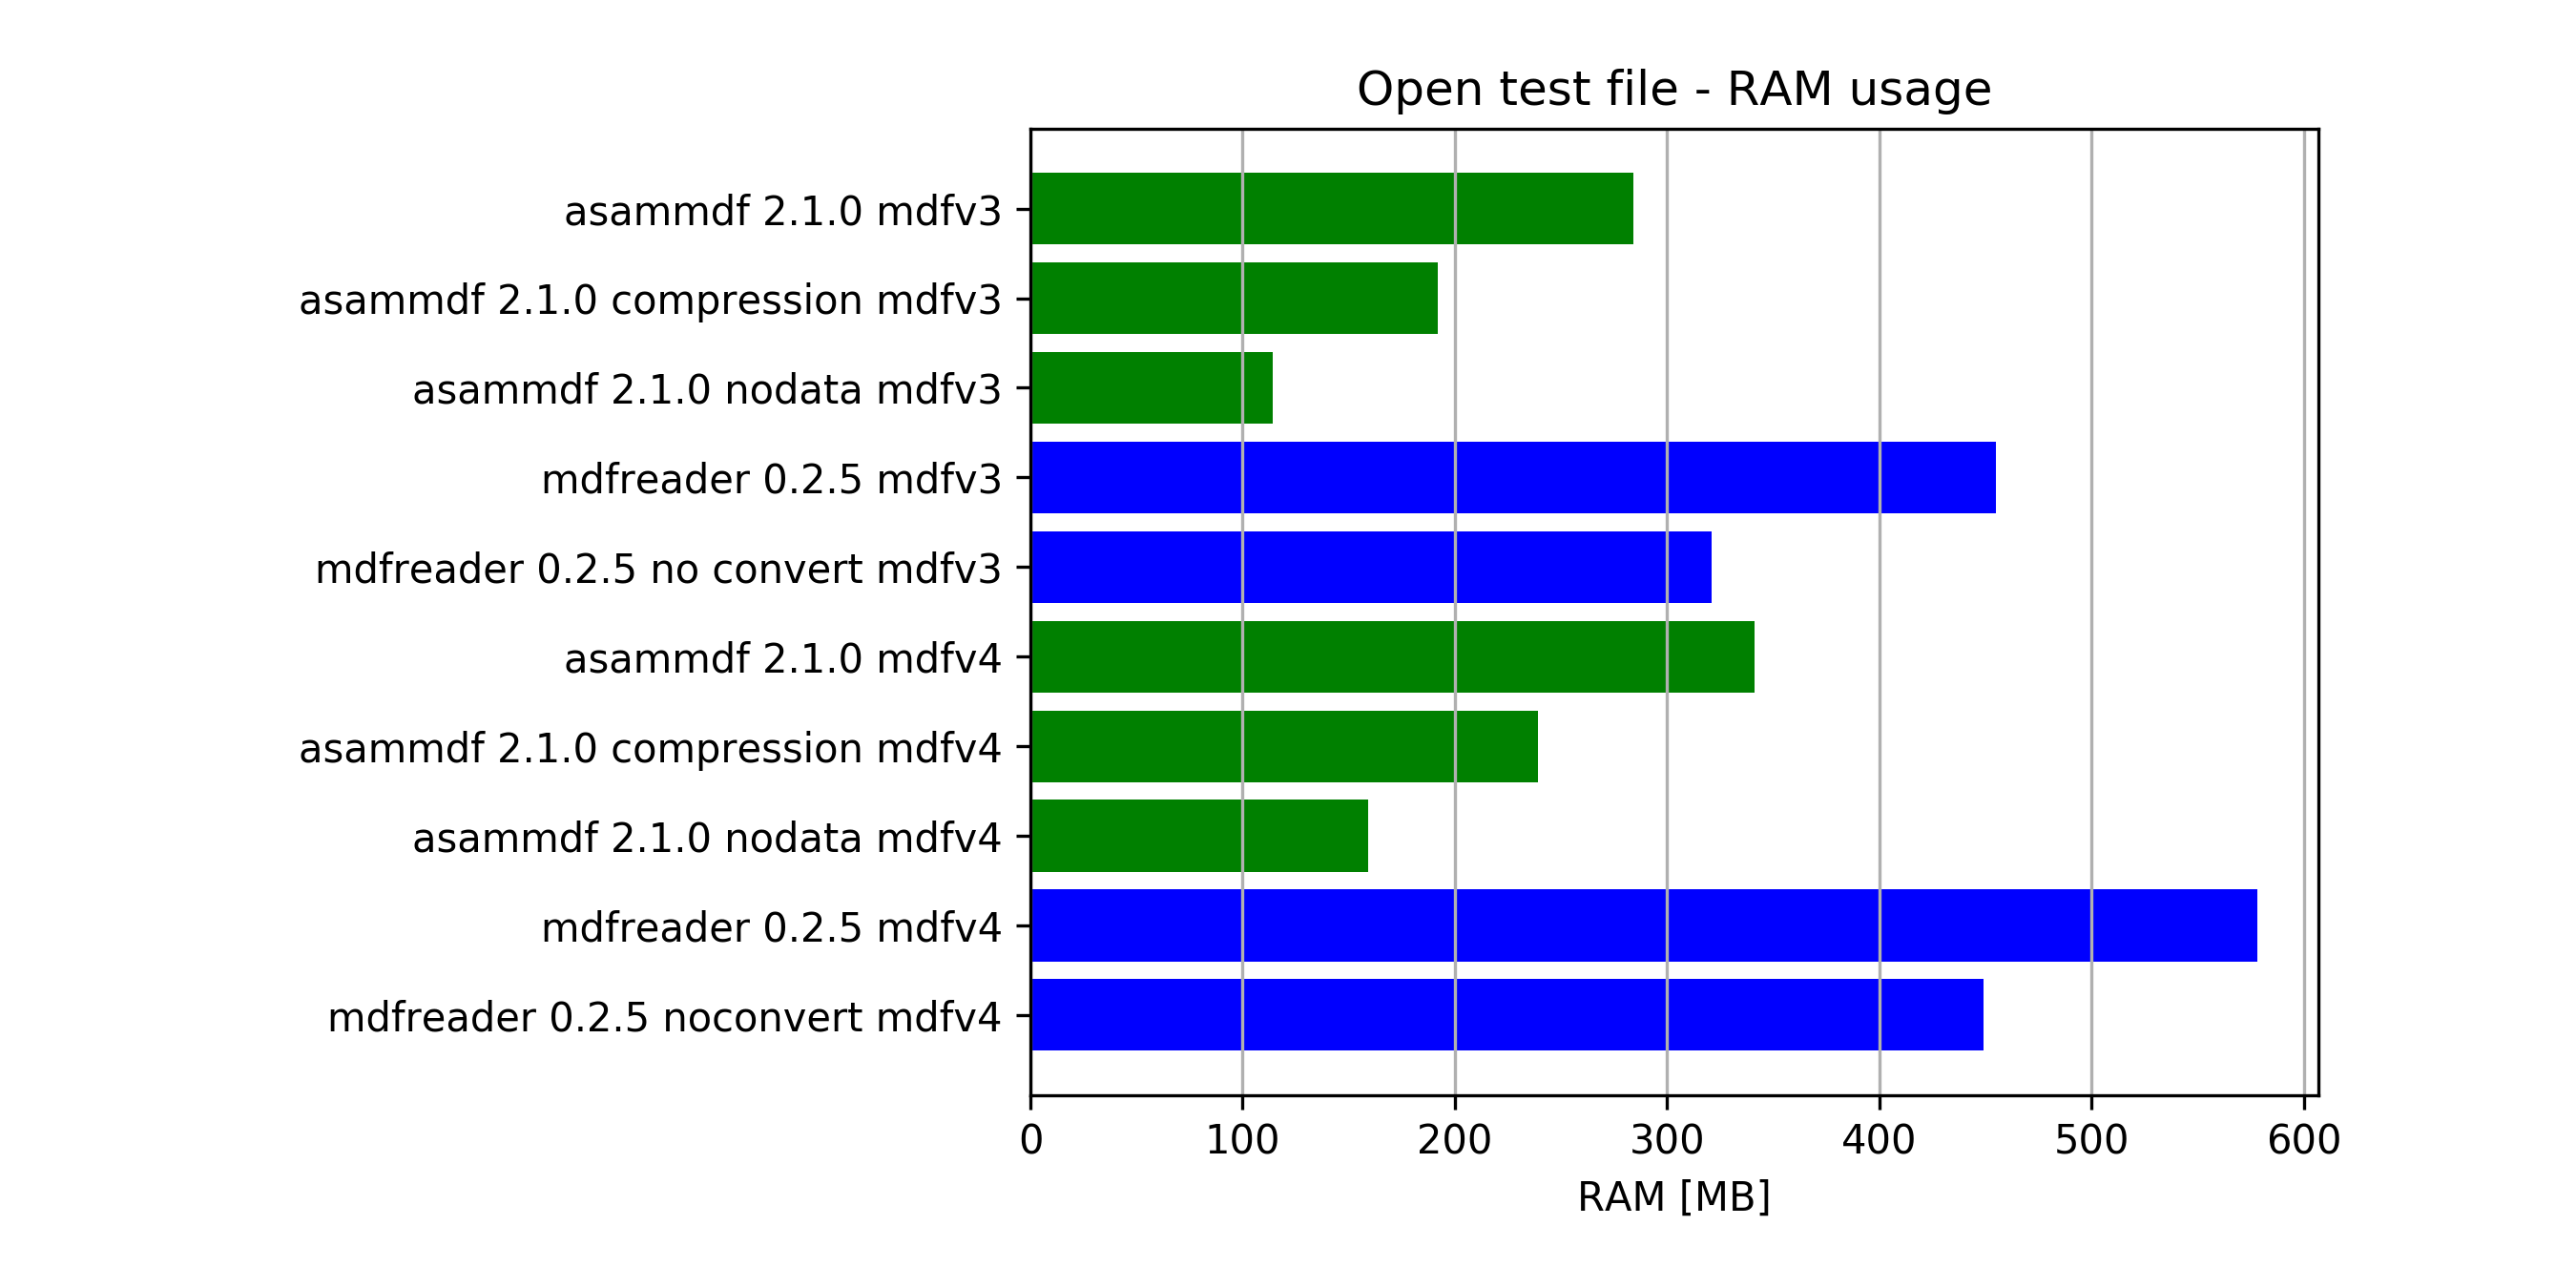 Open test file - RAM usage
asammdf 2.1.0 mdfv3
asammdf 2.1.0 compression mdfv3
asammdf 2.1.0 nodata mdfv3
mdfreader 0.2.5 mdfv3
mdfreader 0.2.5 no convert mdfv3
asammdf 2.1.0 mdfv4
asammdf 2.1.0 compression mdfv4
asammdf 2.1.0 nodata mdfv4
mdfreader 0.2.5 mdfv4
mdfreader 0.2.5 noconvert mdfv4
0 100 200 300 400 500 600
RAM [MB]